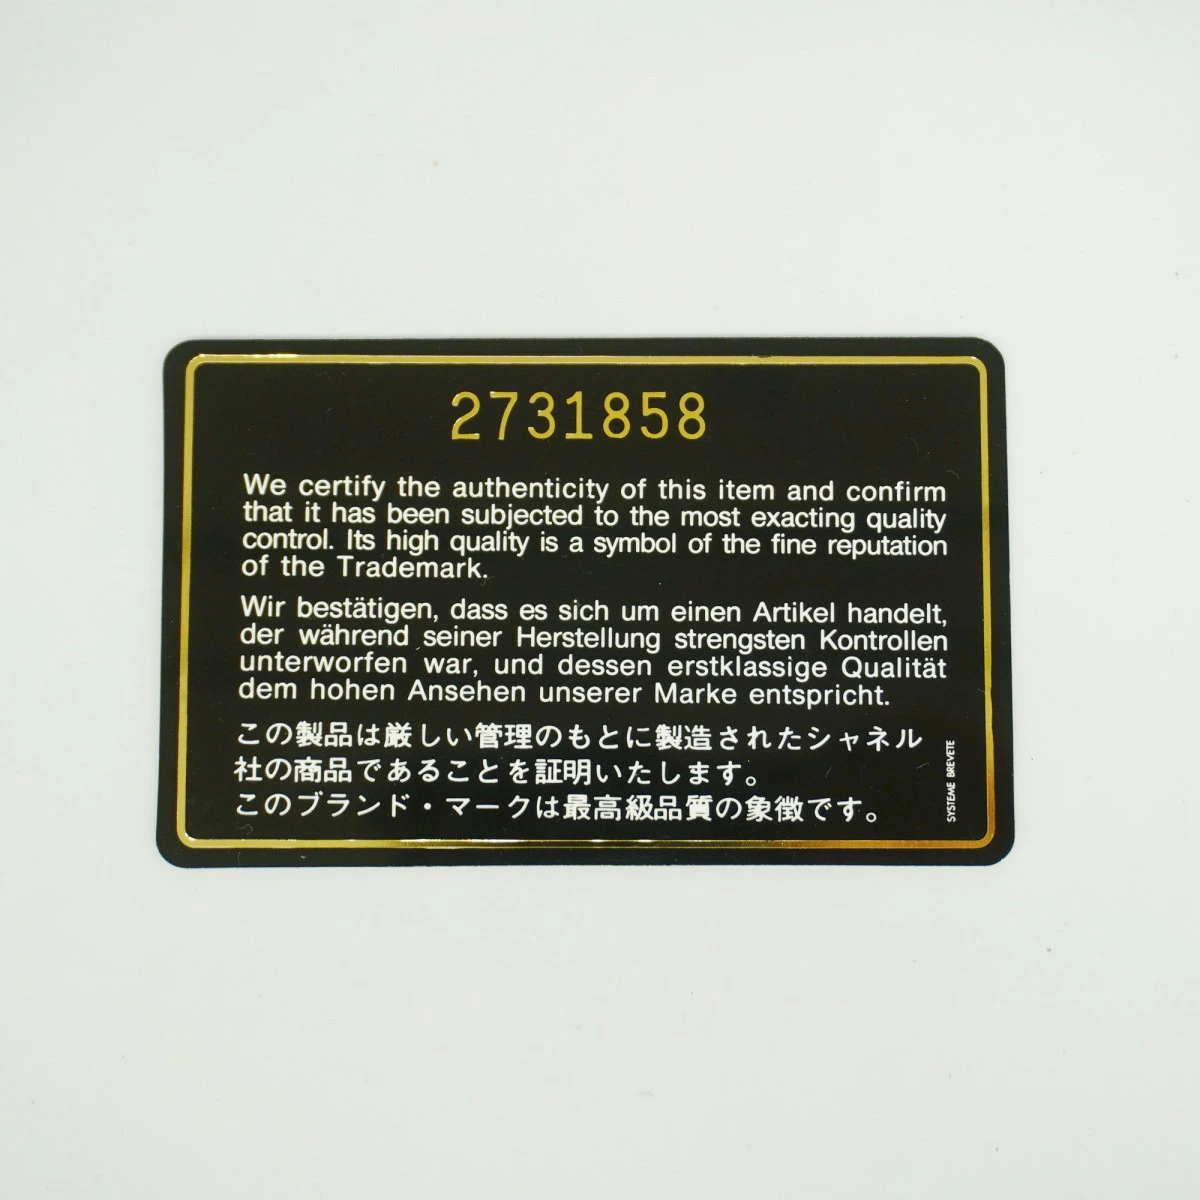 2731858
We certify the authenticity of this item and confirm
that it has been subjected to the most exacting quality
control. Its high quality is a symbol of the fine reputation
of the Trademark.
Wir bestätigen, dass es sich um einen Artikel handelt,
der während seiner Herstellung strengsten Kontrollen
unterworfen war, und dessen erstklassige Qualität
dem hohen Ansehen unserer Marke entspricht.
この製品は厳しい管理のもとに製造されたシャネル
社の商品であることを証明いたします。
このブランド・マークは最高級品質の象徴です。
SYSTEME BREVETE